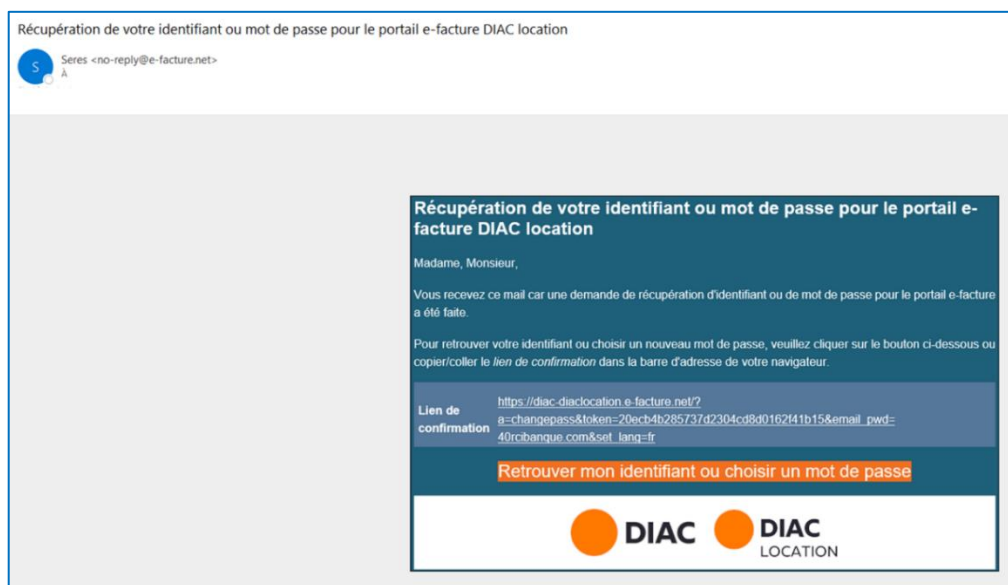 Récupération de votre identifiant ou mot de passe pour le portail e-facture DIAC location
S
Seres <no-reply@e-facture.net>
À
Récupération de votre identifiant ou mot de passe pour le portail e-
facture DIAC location
Madame, Monsieur,
Vous recevez ce mail car une demande de récupération d'identifiant ou de mot de passe pour le portail e-facture
a été faite.
Pour retrouver votre identifiant ou choisir un nouveau mot de passe, veuillez cliquer sur le bouton ci-dessous ou
copier/coller le lien de confirmation dans la barre d'adresse de votre navigateur.
Lien de
confirmation
https://diac-diaclocation.e-facture.net/?
a=changepass&token=20ecb4b285737d2304cd8d0162f41b15&email_pwd=
40rcibanque.com&set_lang=fr
Retrouver mon identifiant ou choisir un mot de passe
DIAC
DIAC
LOCATION